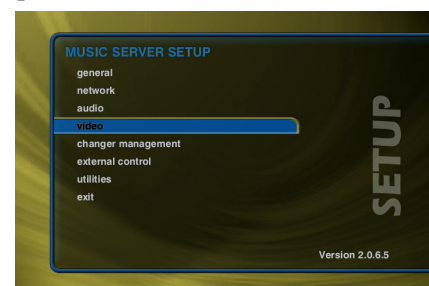 MUSIC SERVER SETUP
general
network
audio
video
changer management
external control
utilities
exit
SETUP
Version 2.0.6.5